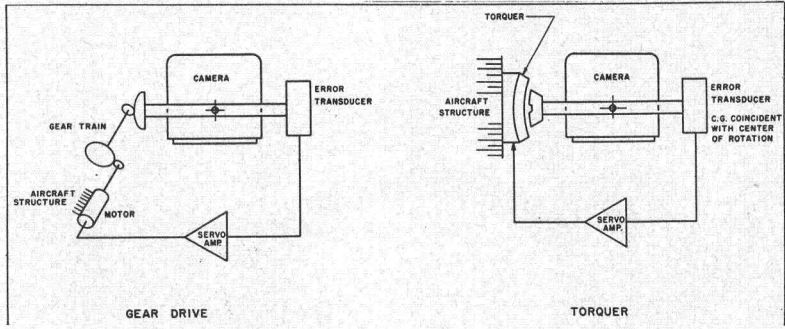 CAMERA
ERROR
TRANSDUCER
GEAR TRAIN
AIRCRAFT
STRUCTURE
MOTOR
SERVO
AMP.
GEAR DRIVE
TORQUER
CAMERA
ERROR
TRANSDUCER
AIRCRAFT
STRUCTURE
C.G. COINCIDENT
WITH CENTER
OF ROTATION
SERVO
AMP.
TORQUER